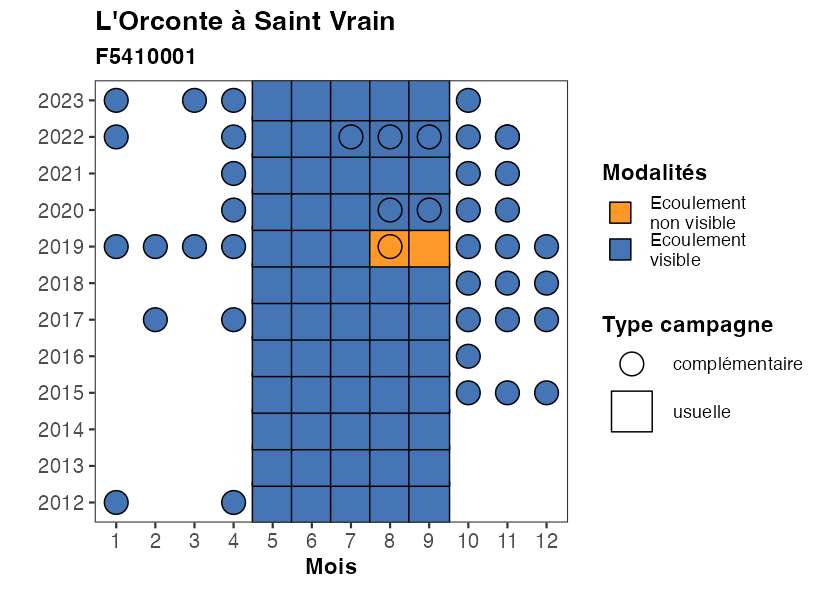 L'Orconte à Saint Vrain
F5410001
2023
2022
2021
2020
2019
2018
2017
2016
2015
2014
2013
2012
1 2 3 4 5 6 7 8 9 10 11 12
Mois
Modalités
Ecoulement
non visible
Ecoulement
visible
Type campagne
complémentaire
usuelle